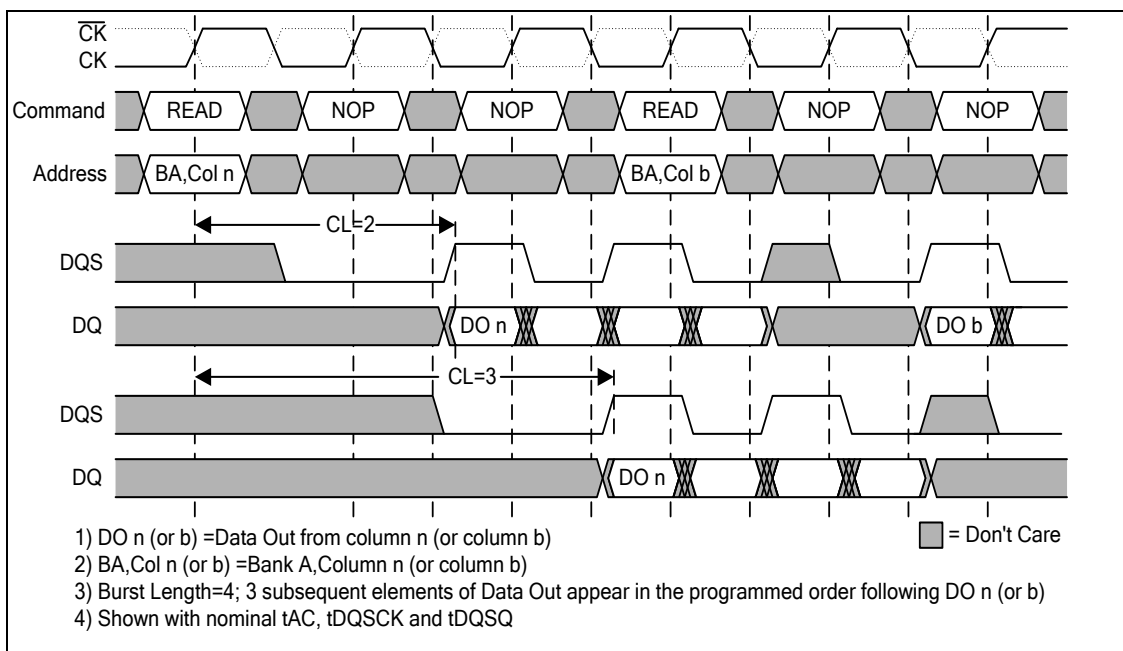 CK
CK
Command READ NOP NOP READ NOP NOP
Address BA,Col n BA,Col b
CL=2
DQS
DQ DO n DO b
CL=3
DQS
DQ DO n
1) DO n (or b) =Data Out from column n (or column b)
= Don't Care
2) BA,Col n (or b) =Bank A,Column n (or column b)
3) Burst Length=4; 3 subsequent elements of Data Out appear in the programmed order following DO n (or b)
4) Shown with nominal tAC, tDQSCK and tDQSQ